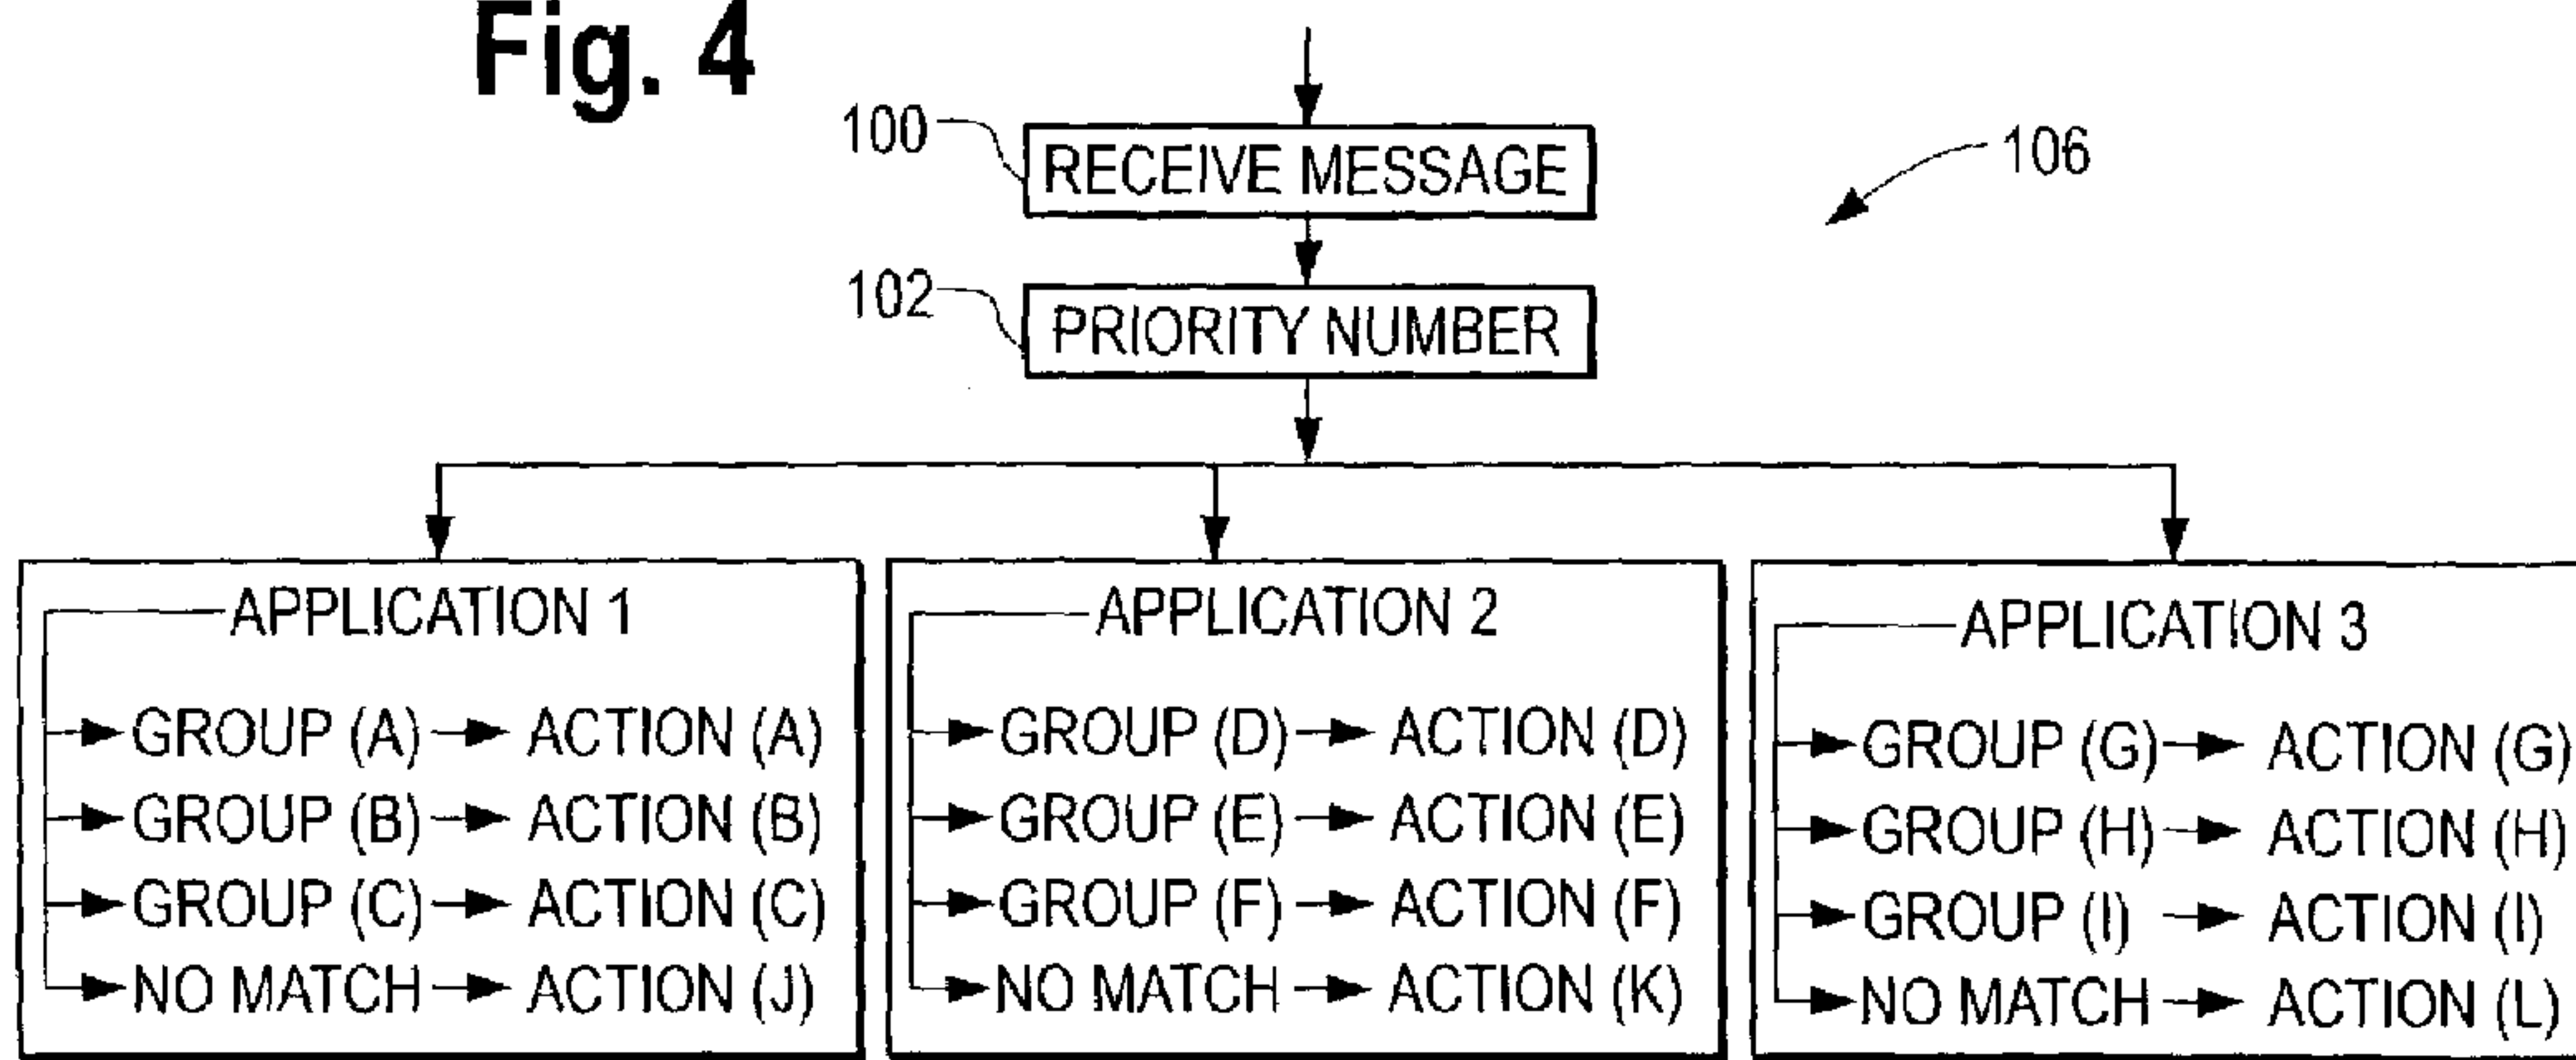 Fig. 4
100
RECEIVE MESSAGE
106
102
PRIORITY NUMBER
APPLICATION 1
GROUP (A) ACTION (A)
GROUP (B) ACTION (B)
GROUP (C) ACTION (C)
NO MATCH ACTION (J)
APPLICATION 2
GROUP (D) ACTION (D)
GROUP (E) ACTION (E)
GROUP (F) ACTION (F)
NO MATCH ACTION (K)
APPLICATION 3
GROUP (G) ACTION (G)
GROUP (H) ACTION (H)
GROUP (I) ACTION (I)
NO MATCH ACTION (L)